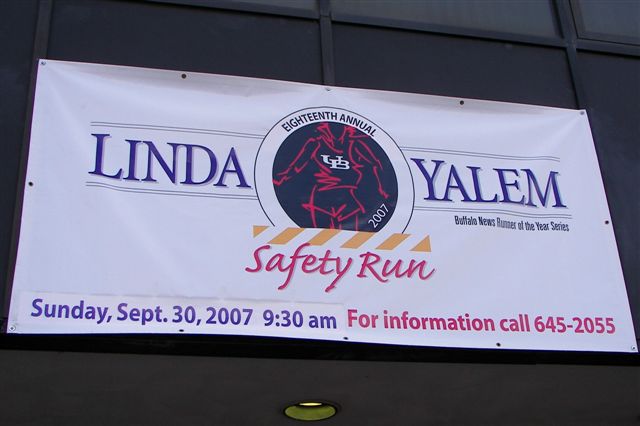 EIGHTEENTH ANNUAL
LINDA YALEM
UB
2007
Buffalo News Runner of the Year Series
Safety Run
Sunday, Sept. 30, 2007 9:30 am For information call 645-2055